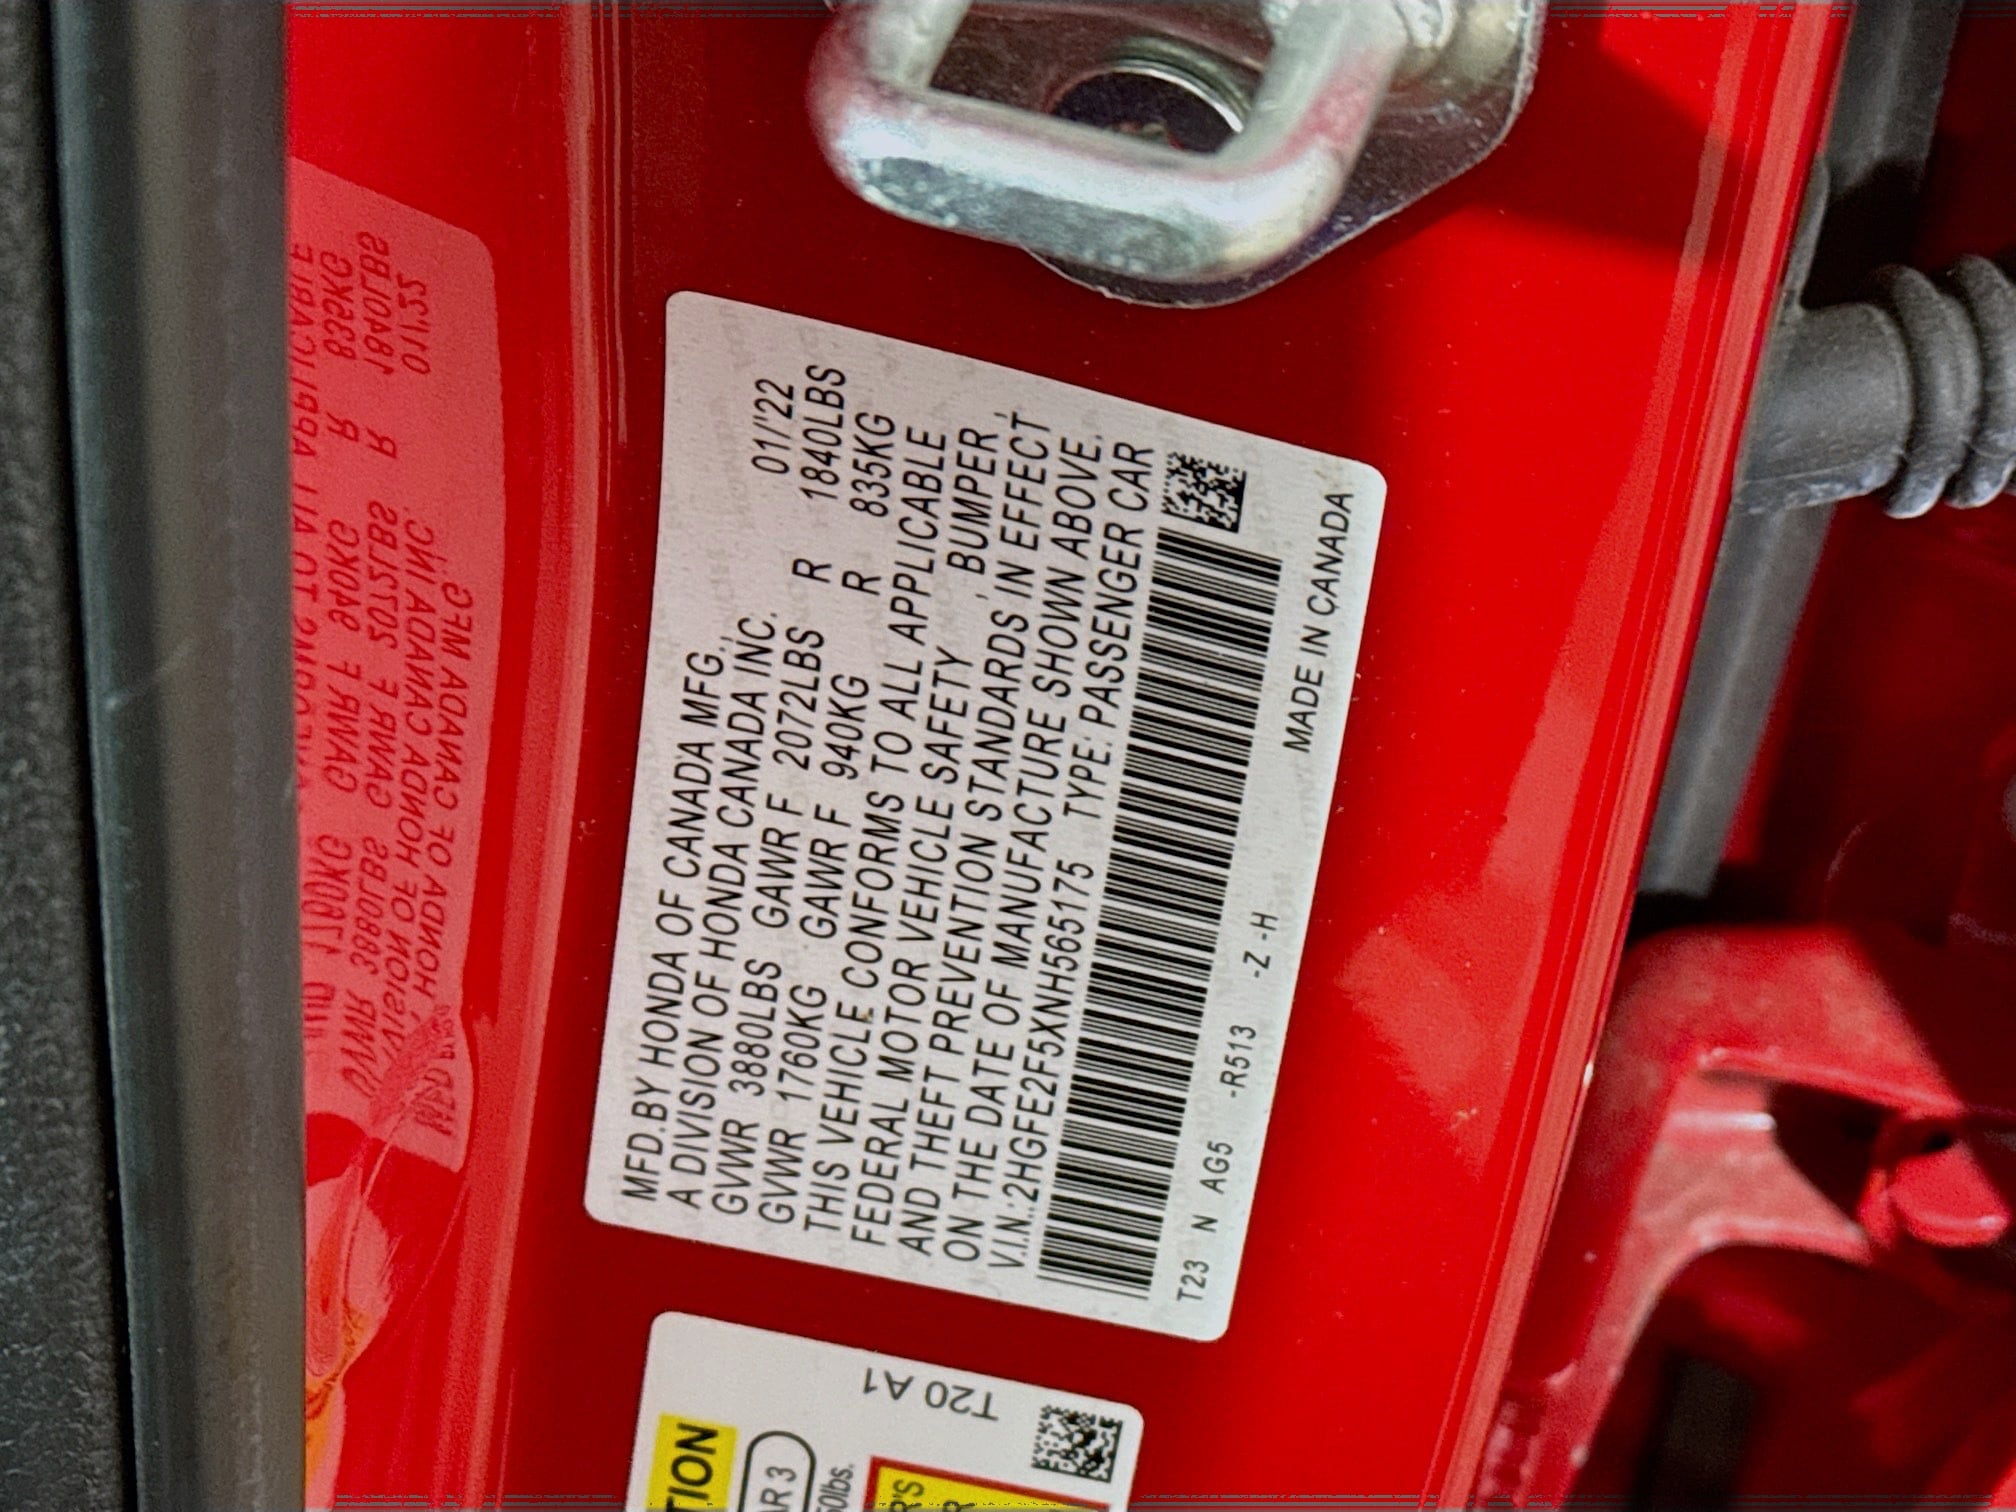 MFD.BY HONDA OF CANADA MFG.,
A DIVISION OF HONDA CANADA INC. 01/'22
GVWR 3880LBS GAWR F 2072LBS R 1840LBS
GVWR 1760KG GAWR F 940KG R 835KG
THIS VEHICLE CONFORMS TO ALL APPLICABLE
FEDERAL MOTOR VEHICLE SAFETY , BUMPER ,
AND THEFT PREVENTION STANDARDS IN EFFECT
ON THE DATE OF MANUFACTURE SHOWN ABOVE.
V.I.N.:2HGFE2F5XNH565175 TYPE: PASSENGER CAR
T23 N AG5 -R513 -Z -H MADE IN CANADA
T20 A1